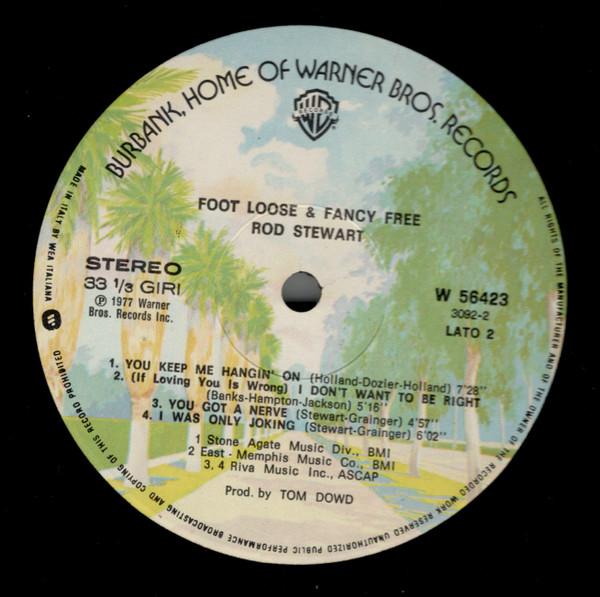 BURBANK, HOME OF WARNER BROS. RECORDS
RECORDS
FOOT LOOSE & FANCY FREE
ROD STEWART
STEREO
33 1/3 GIRI
Ⓟ 1977 Warner
Bros. Records Inc.
W 56423
3092-2
LATO 2
1. YOU KEEP ME HANGIN' ON (Holland-Dozier-Holland) 7'28"
2. (If Loving You Is Wrong) I DON'T WANT TO BE RIGHT
(Banks-Hampton-Jackson) 5'16"
3. YOU GOT A NERVE (Stewart-Grainger) 4'57"
4. I WAS ONLY JOKING (Stewart-Grainger) 6'02"
1 Stone Agate Music Div., BMI
2 East - Memphis Music Co., BMI
3, 4 Riva Music Inc., ASCAP
Prod. by TOM DOWD
MADE IN ITALY BY WEA ITALIANA
ALL RIGHTS OF THE MANUFACTURER AND OF THE OWNER OF THE RECORDED WORK RESERVED UNAUTHORIZED PUBLIC PERFORMANCE BROADCASTING AND COPYING OF THIS RECORD PROHIBITED